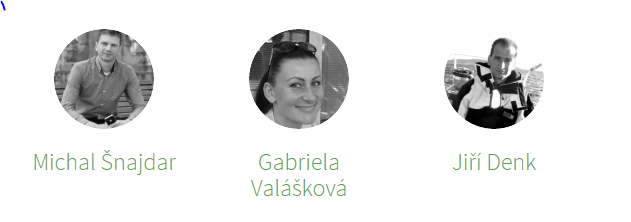 Michal Šnajdar
Gabriela
Valášková
Jiří Denk